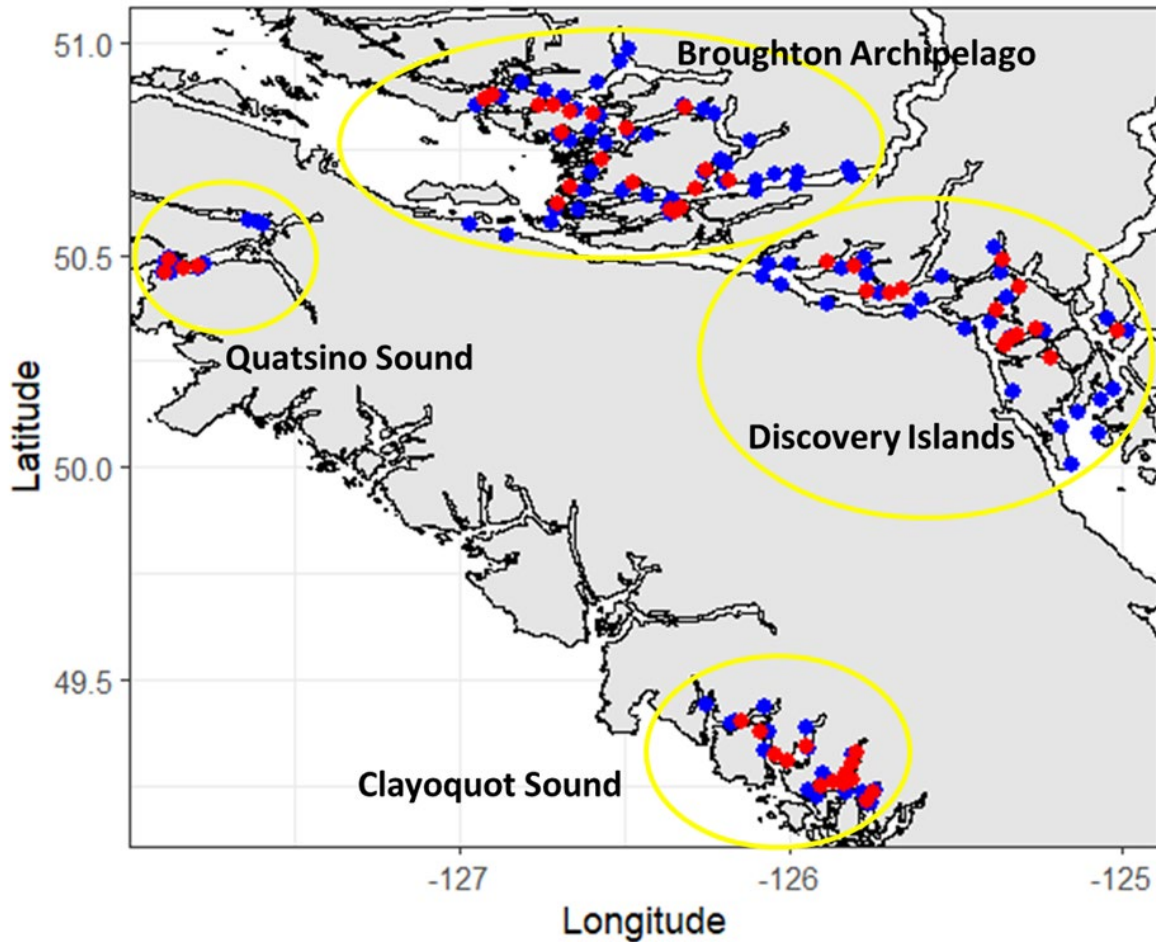 51.0
Broughton Archipelago
50.5
Quatsino Sound
Latitude
Discovery Islands
50.0
49.5
Clayoquot Sound
-127
-126
-125
Longitude